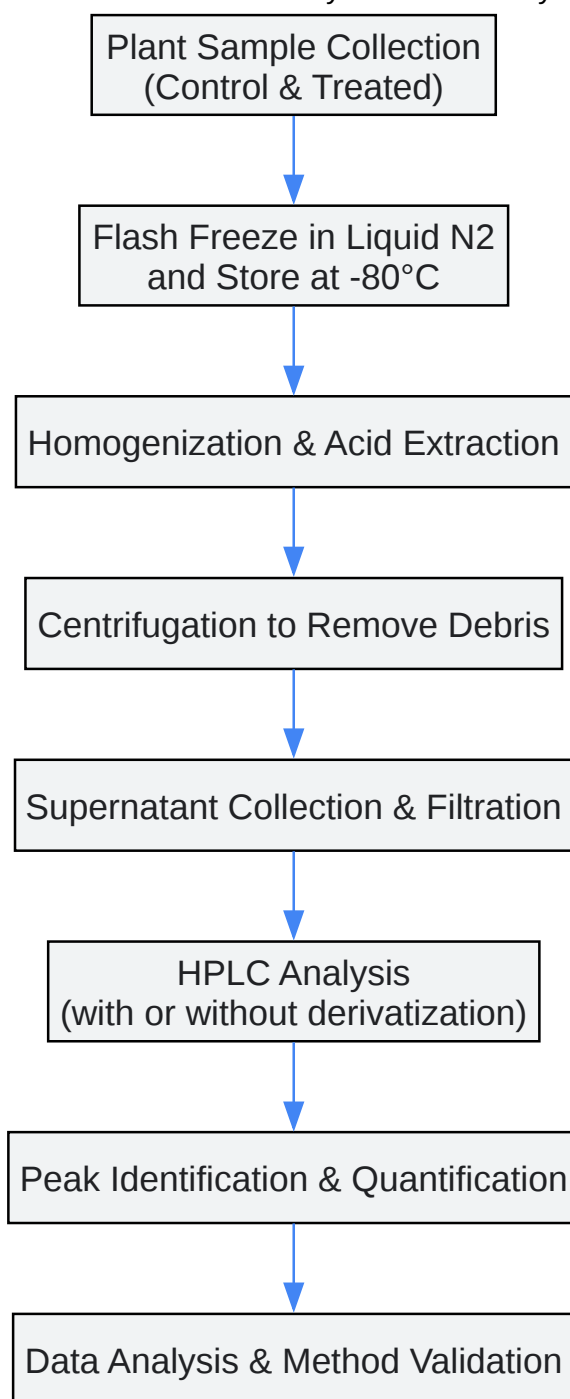 Plant Sample Collection
(Control & Treated)
Flash Freeze in Liquid N2
and Store at -80°C
Homogenization & Acid Extraction
Centrifugation to Remove Debris
Supernatant Collection & Filtration
HPLC Analysis
(with or without derivatization)
Peak Identification & Quantification
Data Analysis & Method Validation